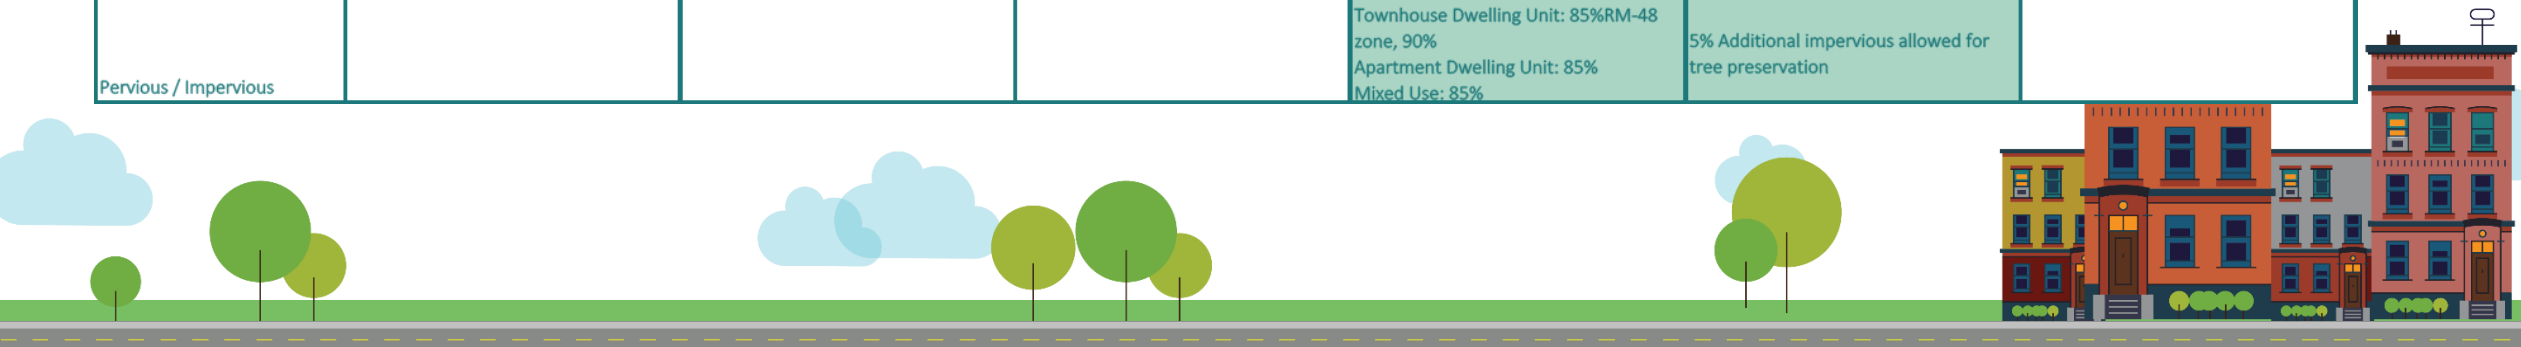 Pervious / Impervious
Townhouse Dwelling Unit: 85%RM-48
zone, 90%
Apartment Dwelling Unit: 85%
Mixed Use: 85%
5% Additional impervious allowed for
tree preservation